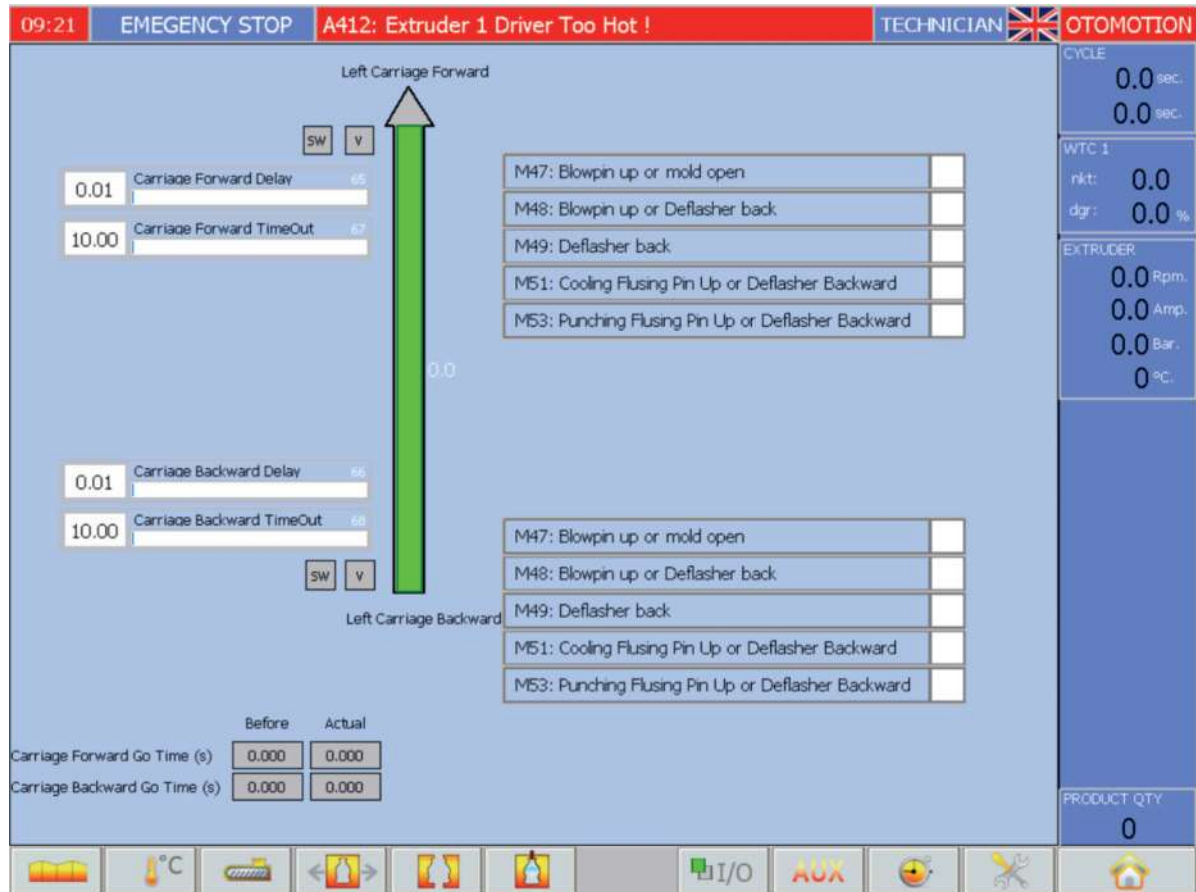 09:21 EMEGENCY STOP A412: Extruder 1 Driver Too Hot ! TECHNICIAN OTOMOTION
Left Carriage Forward
SW V
0.01 Carriage Forward Delay 65
10.00 Carriage Forward TimeOut 67
M47: Blowpin up or mold open
M48: Blowpin up or Deflasher back
M49: Deflasher back
M51: Cooling Flusing Pin Up or Deflasher Backward
M53: Punching Flusing Pin Up or Deflasher Backward
0.0
0.01 Carriage Backward Delay 66
10.00 Carriage Backward TimeOut 68
SW V
Left Carriage Backward
M47: Blowpin up or mold open
M48: Blowpin up or Deflasher back
M49: Deflasher back
M51: Cooling Flusing Pin Up or Deflasher Backward
M53: Punching Flusing Pin Up or Deflasher Backward
Before Actual
Carriage Forward Go Time (s) 0.000 0.000
Carriage Backward Go Time (s) 0.000 0.000
CYCLE
0.0 sec.
0.0 sec.
WTC 1
nkt: 0.0
dgr: 0.0 %
EXTRUDER
0.0 Rpm.
0.0 Amp.
0.0 Bar.
0 °C.
PRODUCT QTY
0
°C I/O AUX